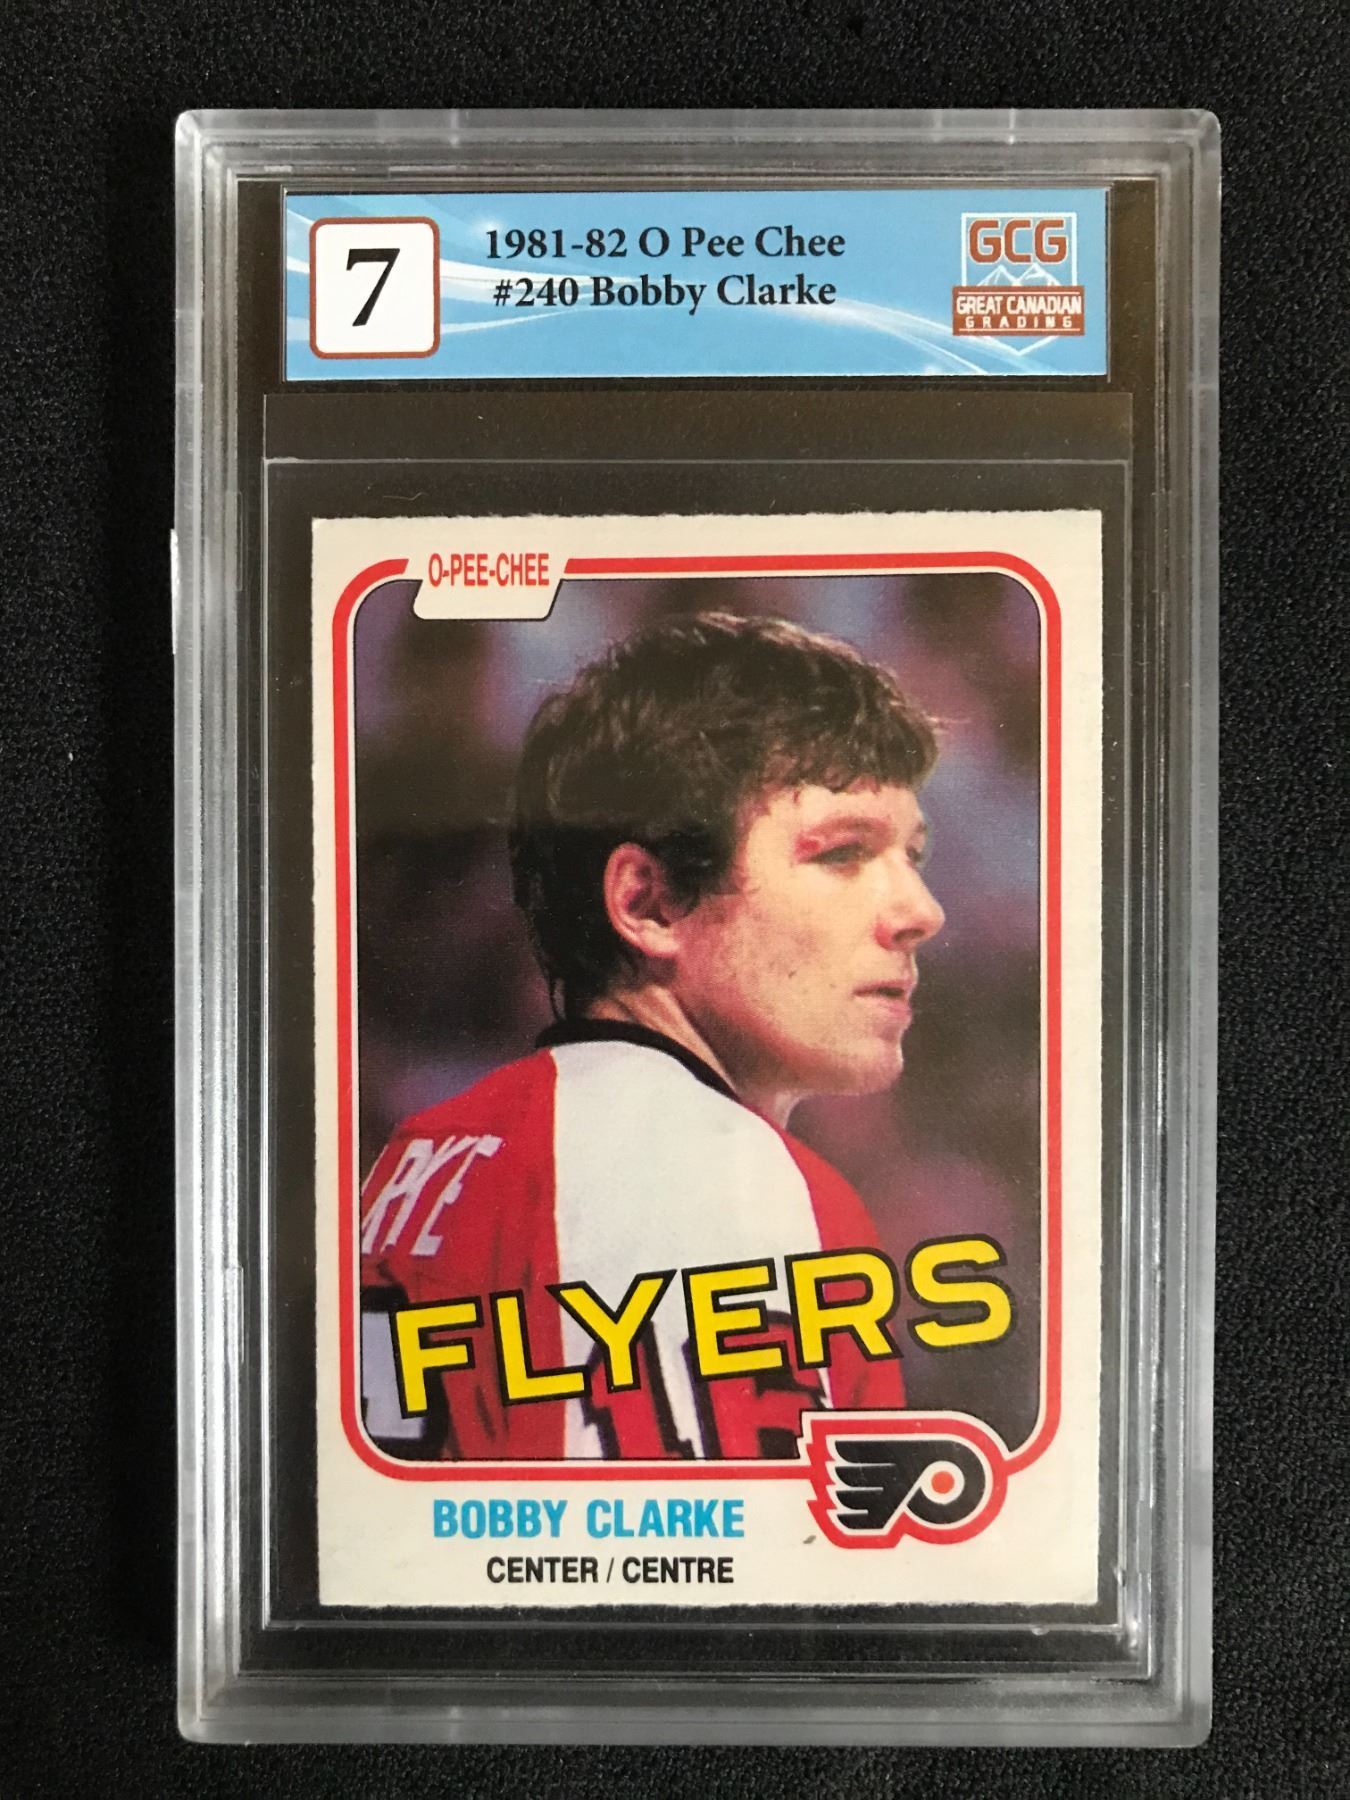 7
1981-82 O Pee Chee
#240 Bobby Clarke
GCG
GREAT CANADIAN
GRADING
O-PEE-CHEE
FLYERS
BOBBY CLARKE
CENTER / CENTRE